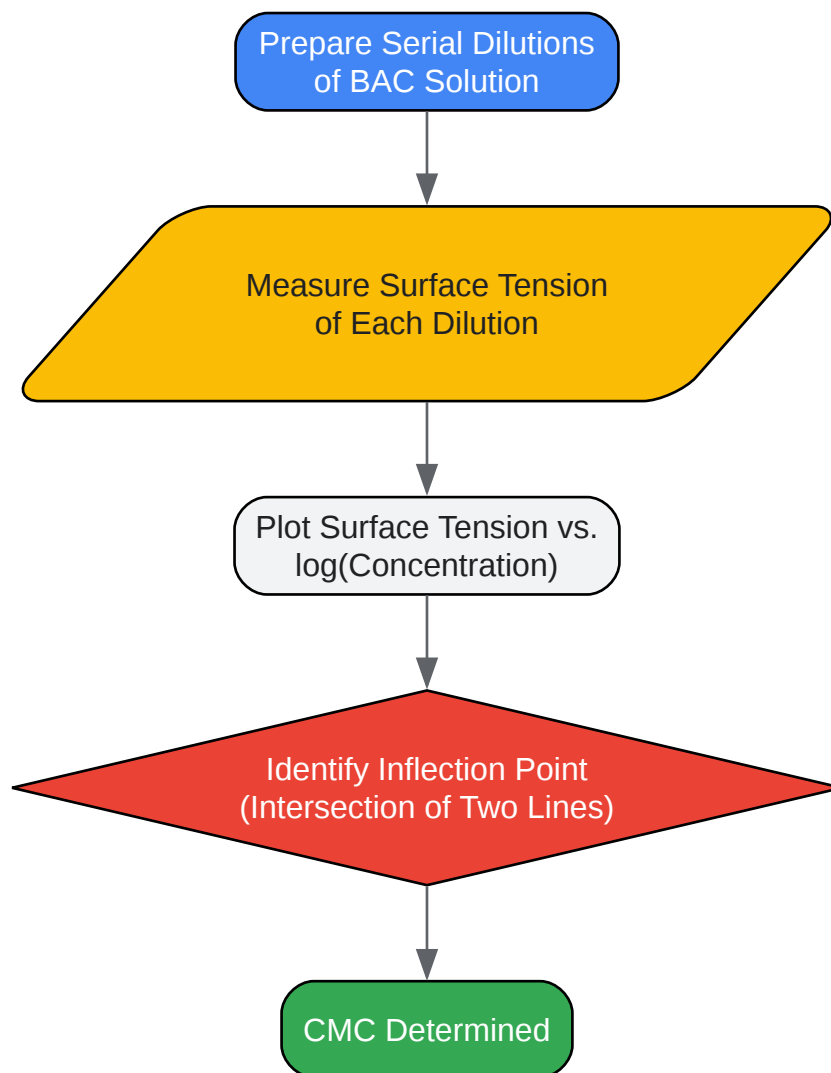 Prepare Serial Dilutions
of BAC Solution
Measure Surface Tension
of Each Dilution
Plot Surface Tension vs.
log(Concentration)
Identify Inflection Point
(Intersection of Two Lines)
CMC Determined